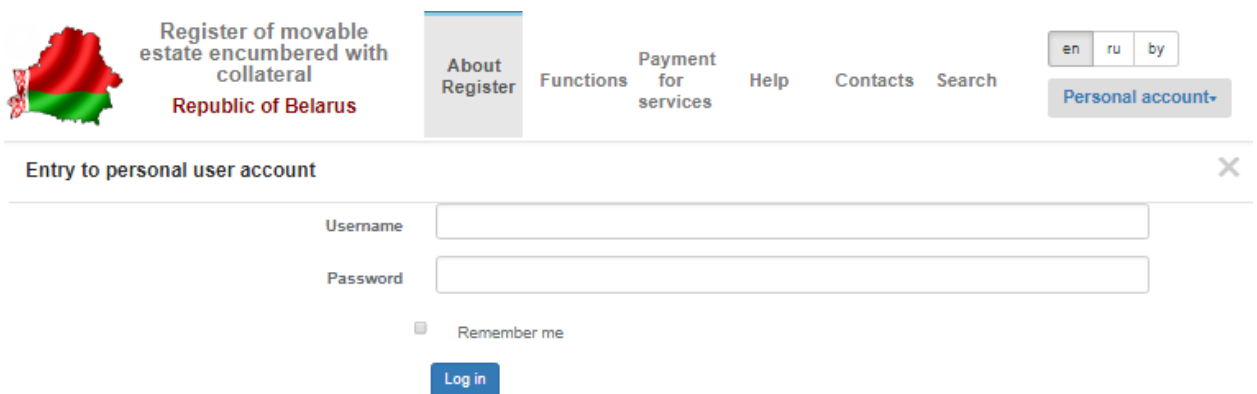 Register of movable
estate encumbered with
collateral
Republic of Belarus
About
Register
Functions
Payment
for
services
Help
Contacts
Search
en
ru
by
Personal account
Entry to personal user account
×
Username
Password
Remember me
Log in